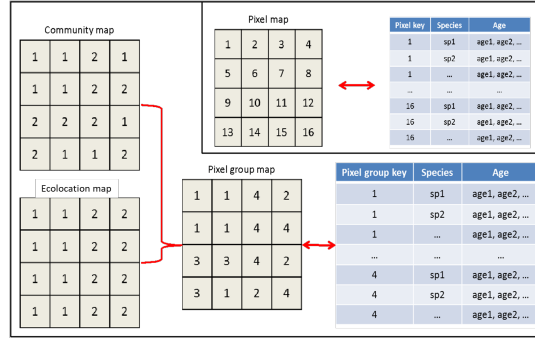 Community map
1 1 2 1
1 1 2 2
2 2 2 1
2 1 1 2
Ecolocation map
1 1 2 2
1 1 2 2
1 1 2 2
1 1 2 2
Pixel map
1 2 3 4
5 6 7 8
9 10 11 12
13 14 15 16
Pixel key Species Age
1 sp1 age1, age2, ...
1 sp2 age1, age2, ...
1 ... age1, age2, ...
... ... ...
16 sp1 age1, age2, ...
16 sp2 age1, age2, ...
16 ... age1, age2, ...
Pixel group map
1 1 4 2
1 1 4 4
3 3 4 2
3 1 2 4
Pixel group key Species Age
1 sp1 age1, age2, ...
1 sp2 age1, age2, ...
1 ... age1, age2, ...
... ... ...
4 sp1 age1, age2, ...
4 sp2 age1, age2, ...
4 ... age1, age2, ...